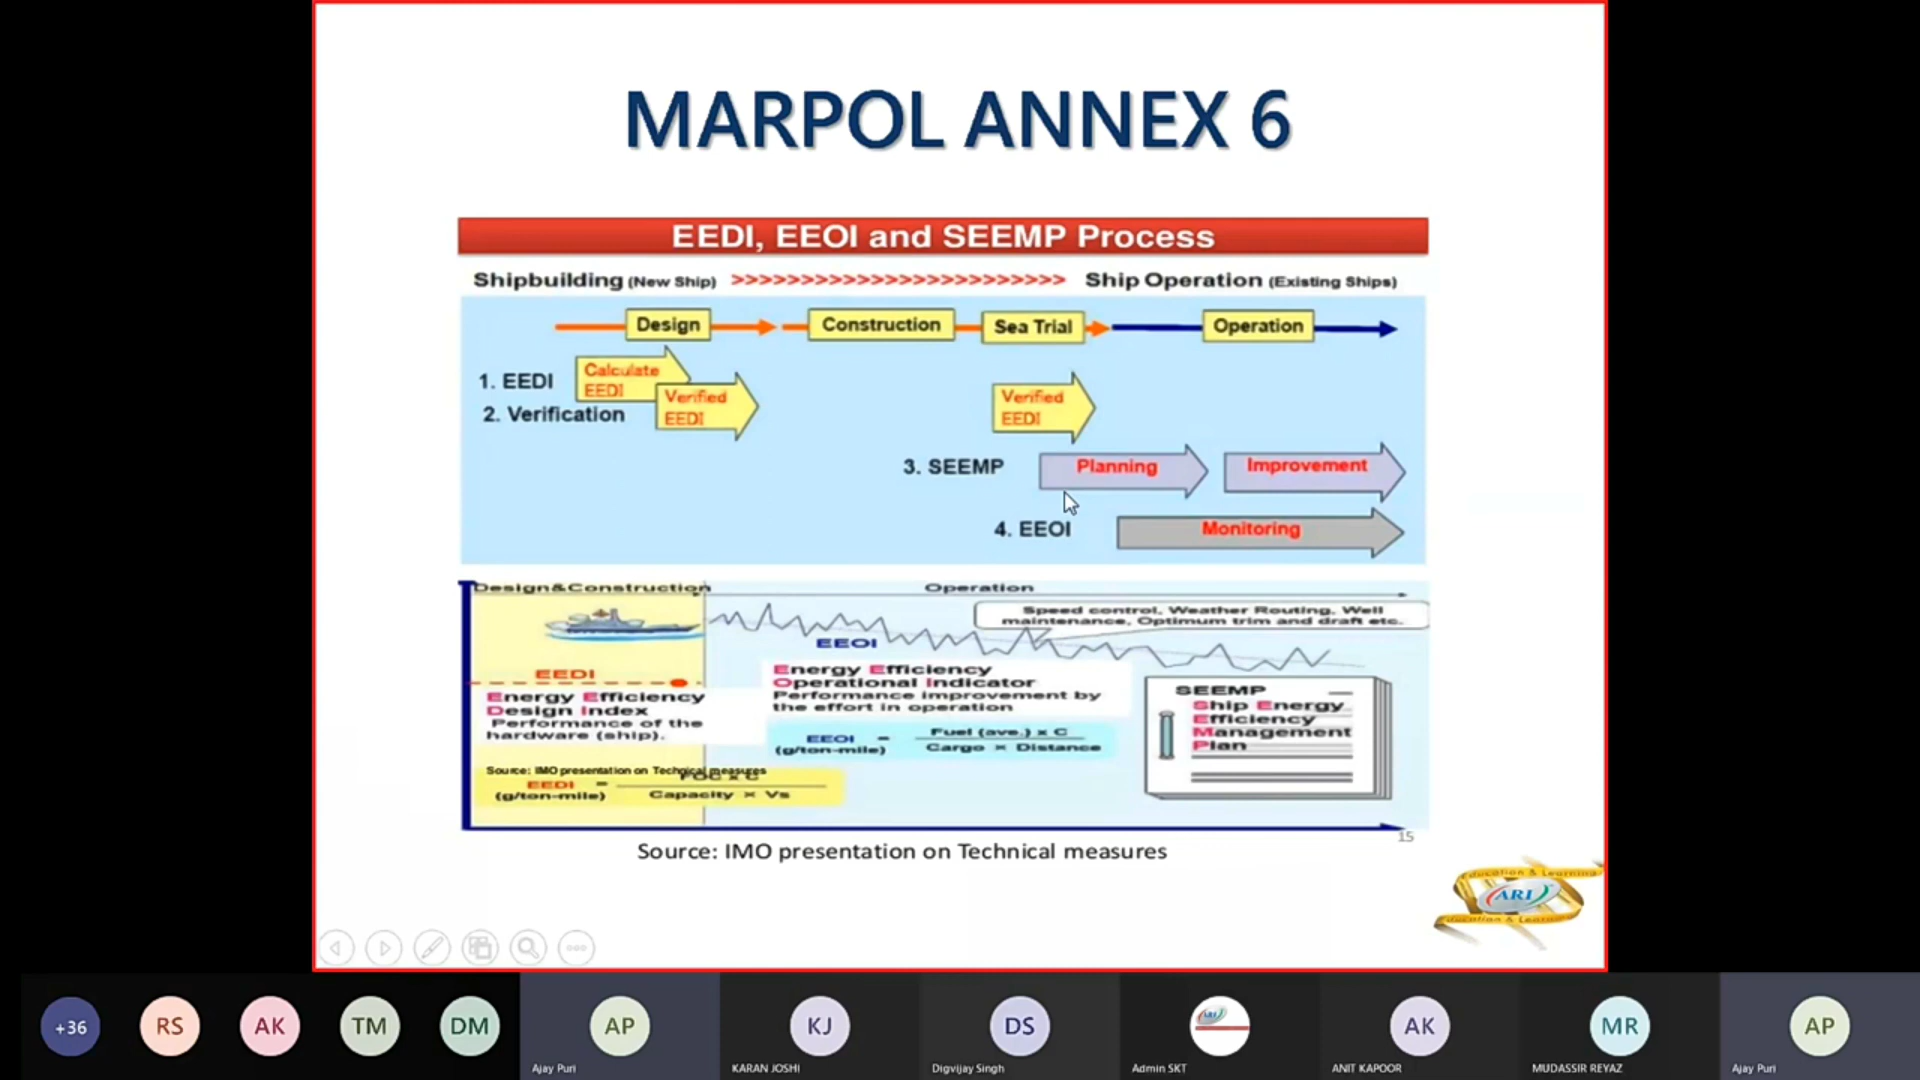 MARPOL ANNEX 6
EEDI, EEOI and SEEMP Process
Shipbuilding (New Ship) >>>>>>>>>>>>>>>>>>>>>>>> Ship Operation (Existing Ships)
Design
Construction
Sea Trial
Operation
1. EEDI
Calculate
EEDI
2. Verification
Verified
EEDI
Verified
EEDI
3. SEEMP
Planning
Improvement
4. EEOI
Monitoring
Design&Construction
Operation
Speed control, Weather Routing, Well
maintenance, Optimum trim and draft etc.
EEOI
EEDI
Energy Efficiency
Design Index
Performance of the
hardware (ship).
Energy Efficiency
Operational Indicator
Performance improvement by
the effort in operation
EEOI = Fuel (ave.) x C
(g/ton-mile) Cargo × Distance
SEEMP
Ship Energy
Efficiency
Management
Plan
Source: IMO presentation on Technical measures
EEDI = FOC x C
(g/ton-mile) Capacity × Vs
15
Source: IMO presentation on Technical measures
Education & Learning
ARI
Education & Learning
+36
RS
AK
TM
DM
AP
Ajay Puri
KJ
KARAN JOSHI
DS
Digvijay Singh
ARI
Admin SKT
AK
ANIT KAPOOR
MR
MUDASSIR REYAZ
AP
Ajay Puri